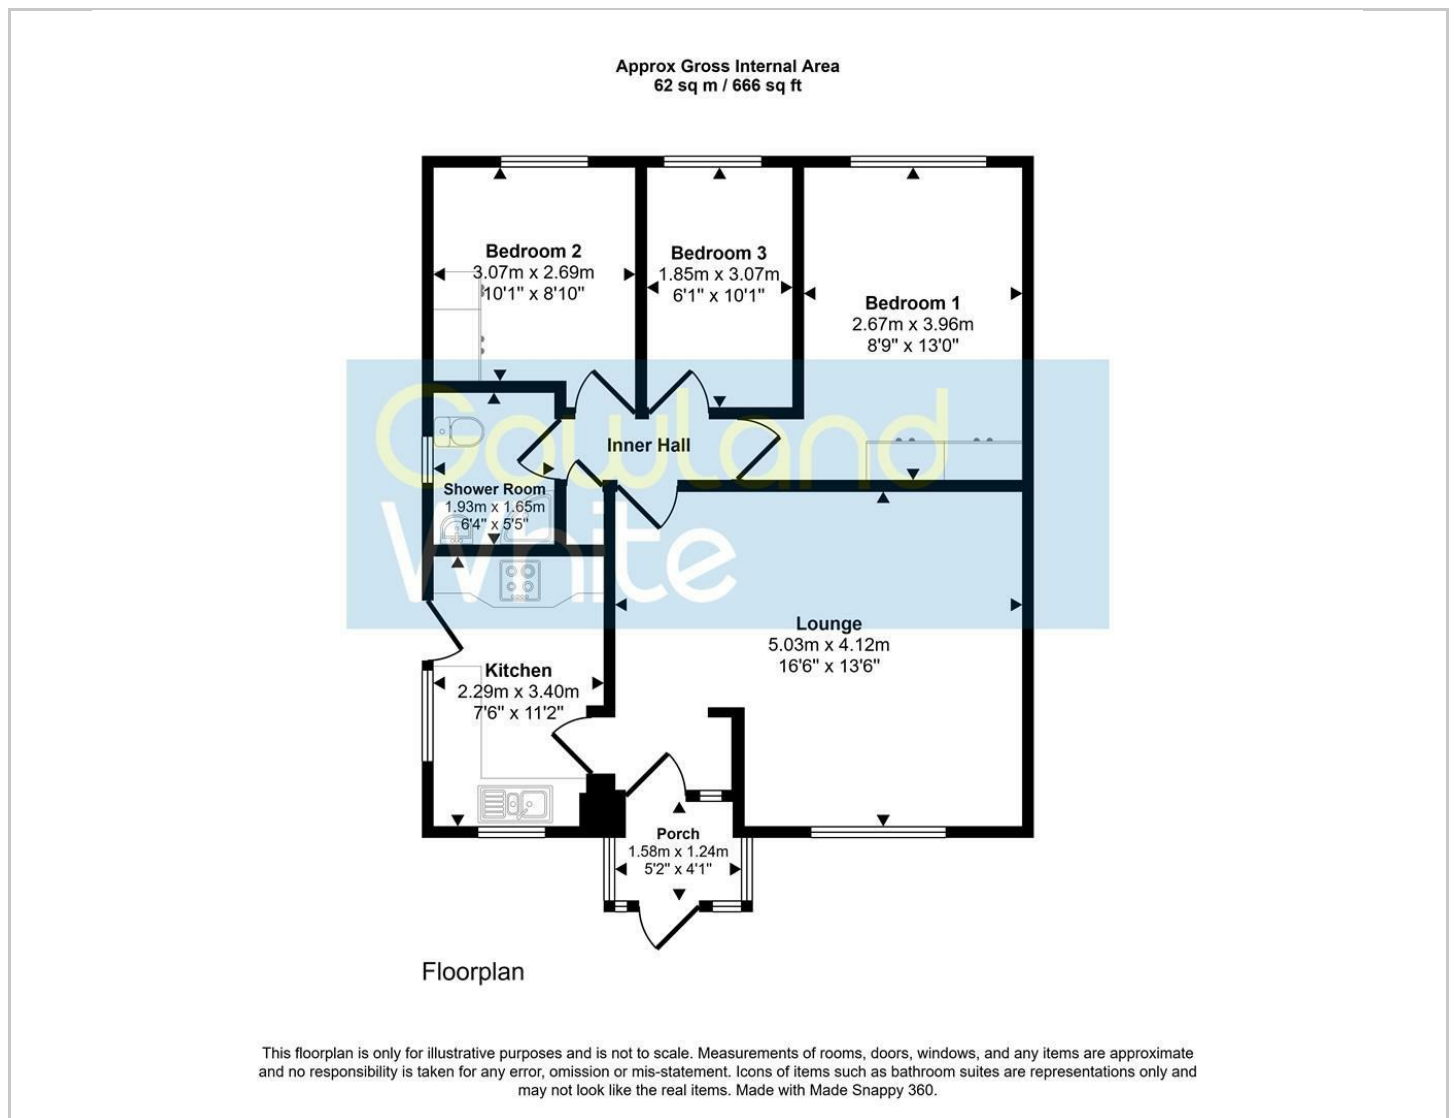 Approx Gross Internal Area
62 sq m / 666 sq ft
Bedroom 2
3.07m x 2.69m
10'1" x 8'10"
Bedroom 3
1.85m x 3.07m
6'1" x 10'1"
Bedroom 1
2.67m x 3.96m
8'9" x 13'0"
Gowland
White
Inner Hall
Shower Room
1.93m x 1.65m
6'4" x 5'5"
Lounge
5.03m x 4.12m
16'6" x 13'6"
Kitchen
2.29m x 3.40m
7'6" x 11'2"
Porch
1.58m x 1.24m
5'2" x 4'1"
Floorplan
This floorplan is only for illustrative purposes and is not to scale. Measurements of rooms, doors, windows, and any items are approximate
and no responsibility is taken for any error, omission or mis-statement. Icons of items such as bathroom suites are representations only and
may not look like the real items. Made with Made Snappy 360.